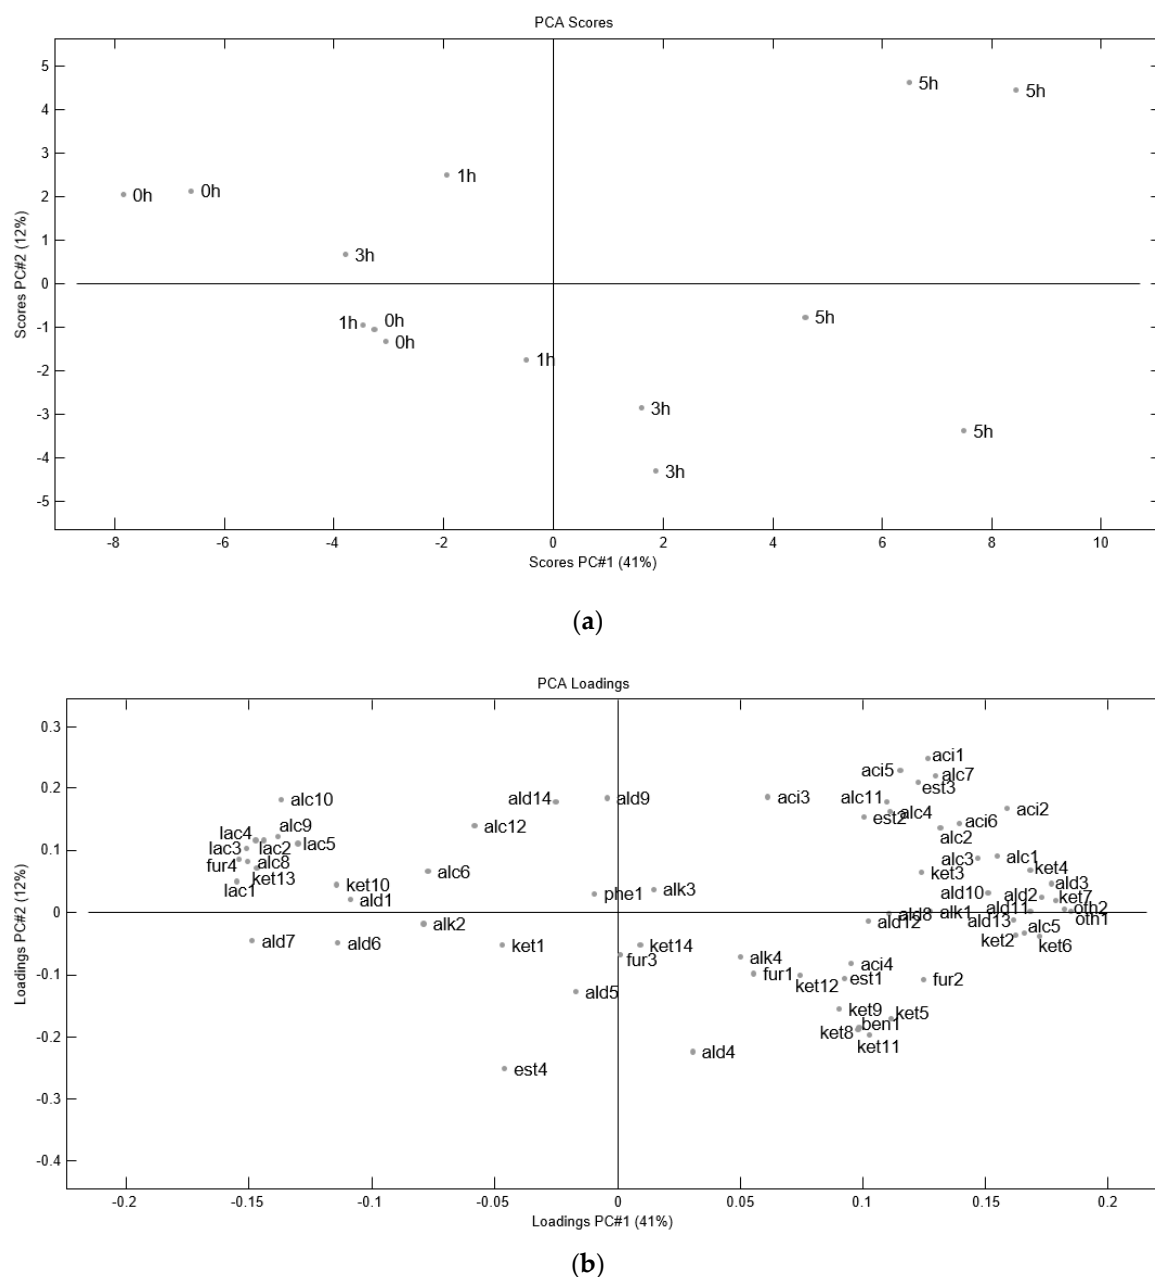 PCA Scores
Scores PC#2 (12%)
5
4
3
2
1
0
-1
-2
-3
-4
-5
5h
5h
1h
0h
0h
3h
0h
1h
0h
5h
1h
3h
5h
3h
-8
-6
-4
-2
0
2
4
6
8
10
Scores PC#1 (41%)
(a)
PCA Loadings
Loadings PC#2 (12%)
0.3
0.2
0.1
0
-0.1
-0.2
-0.3
-0.4
aci1
aci5
alc7
est3
alc10
ald14
ald9
aci3
alc11
alc4
aci2
est2
aci6
alc9
alc12
alc2
lac4
lac3
lac2
lac5
fur4
alc8
alc3
alc1
ket13
alc6
ket3
ket4
lac1
ket10
ald1
phe1
alk3
ald10
ald2
ald3
ket7
ald8
alk1
ald11
oth2
oth1
ald12
ald13
alc5
alk2
ald7
ald6
ket1
ket14
ket2
ket6
fur3
alk4
aci4
fur1
ket12
est1
fur2
ald5
ket9
ket5
ket8
ben1
ket11
ald4
est4
-0.2
-0.15
-0.1
-0.05
0
0.05
0.1
0.15
0.2
Loadings PC#1 (41%)
(b)